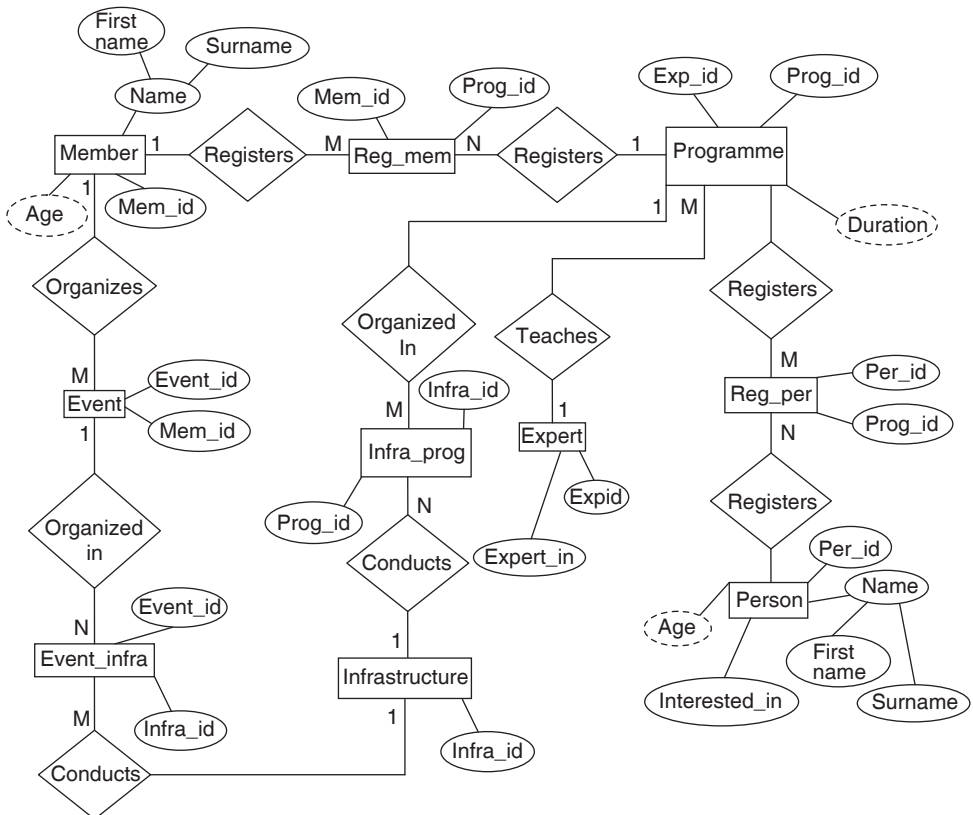 First
name
Surname
Name
Exp_id
Prog_id
Mem_id
Prog_id
Member
1
Registers
M
Reg_mem
N
Registers
1
Programme
1
Age
Mem_id
1
M
Duration
Organizes
Registers
Organized
In
Teaches
M
Event
Event_id
Mem_id
1
M
Infra_id
Infra_prog
Prog_id
N
1
Expert
Expid
Expert_in
M
Reg_per
Per_id
Prog_id
N
Organized
in
Conducts
Registers
N
Event_id
Event_infra
Infra_id
M
1
Infrastructure
1
Infra_id
Conducts
Per_id
Person
Name
Age
First
name
Interested_in
Surname